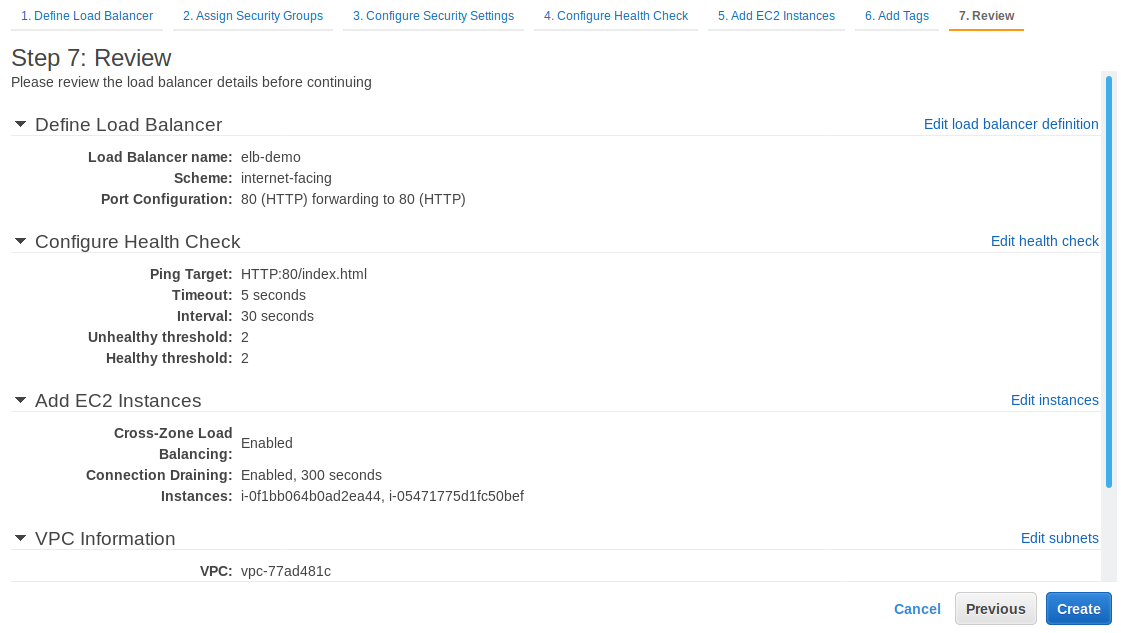 1. Define Load Balancer 2. Assign Security Groups 3. Configure Security Settings 4. Configure Health Check 5. Add EC2 Instances 6. Add Tags 7. Review
Step 7: Review
Please review the load balancer details before continuing
Define Load Balancer Edit load balancer definition
Load Balancer name: elb-demo
Scheme: internet-facing
Port Configuration: 80 (HTTP) forwarding to 80 (HTTP)
Configure Health Check Edit health check
Ping Target: HTTP:80/index.html
Timeout: 5 seconds
Interval: 30 seconds
Unhealthy threshold: 2
Healthy threshold: 2
Add EC2 Instances Edit instances
Cross-Zone Load
Balancing: Enabled
Connection Draining: Enabled, 300 seconds
Instances: i-0f1bb064b0ad2ea44, i-05471775d1fc50bef
VPC Information Edit subnets
VPC: vpc-77ad481c
Cancel Previous Create